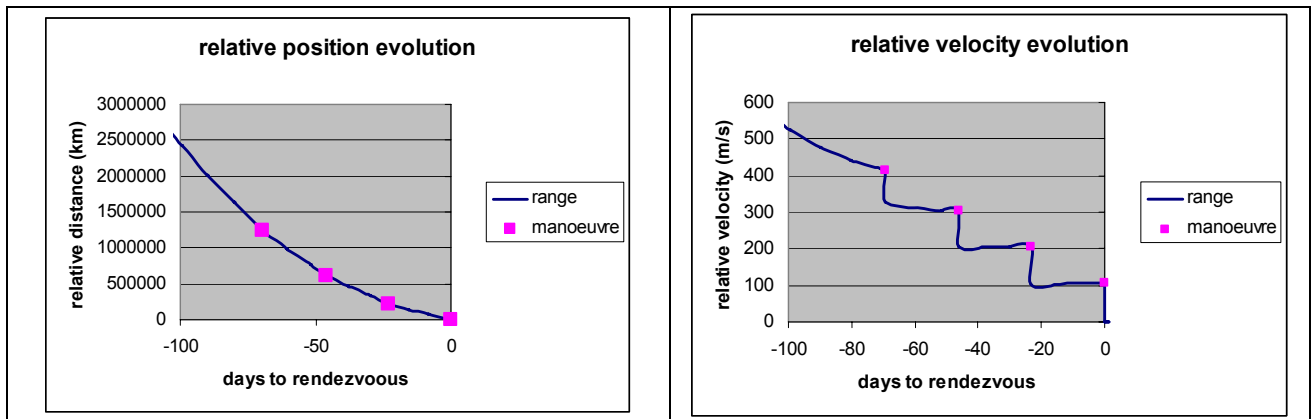 relative position evolution
3000000
2500000
2000000
1500000
1000000
500000
0
relative distance (km)
-100 -50 0
days to rendezvoous
range
manoeuvre
relative velocity evolution
600
500
400
300
200
100
0
relative velocity (m/s)
-100 -80 -60 -40 -20 0
days to rendezvous
range
manoeuvre